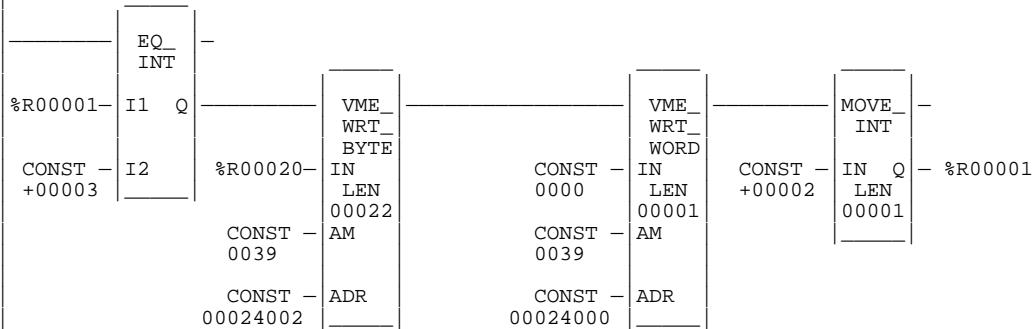 EQ_
INT
%R00001 I1 Q VME_ VME_ MOVE_
WRT_ WRT_ INT
BYTE WORD
CONST I2 %R00020 IN CONST IN CONST IN Q %R00001
+00003 LEN 0000 LEN +00002 LEN
00022 00001 00001
CONST AM CONST AM
0039 0039
CONST ADR CONST ADR
00024002 00024000